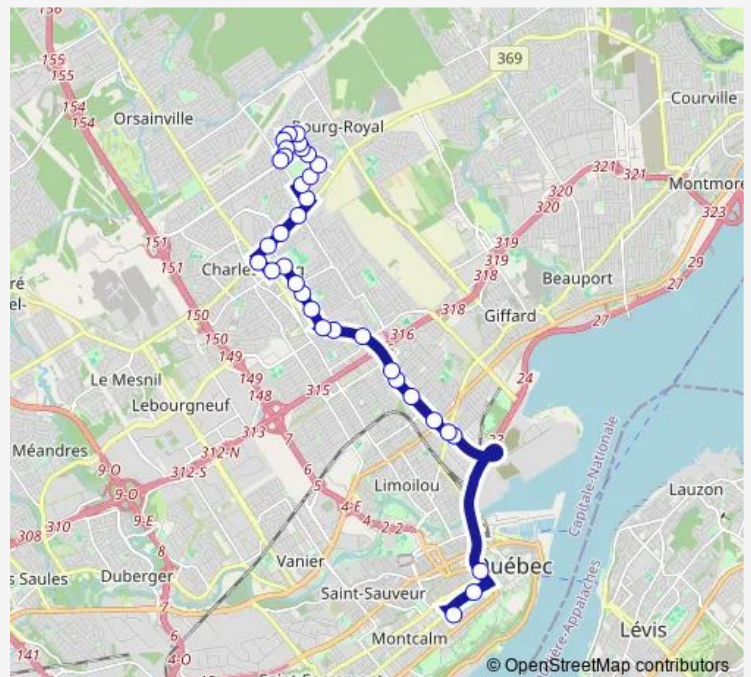 158
155
155
154
154
Orsainville
369
Courville
Bourg-Royal
321
321
320
320
Montmore
323
319
319
318
318
29
27
151
151
Charlesbourg
Beauport
ré
el-
150
150
149
149
148
316
315
Giffard
27
24
Le Mesnil
Lebourgneuf
313
7
6
5
4-E
4
2
2
Méandres
9-O
9-O
9-E
312-N
312-S
308
310
8
Limoilou
Capitale-Nationale
Lauzon
s Saules
Duberger
Vanier
Saint-Sauveur
Québec
7
6
4-O
141
Montcalm
Lévis
© OpenStreetMap contributors